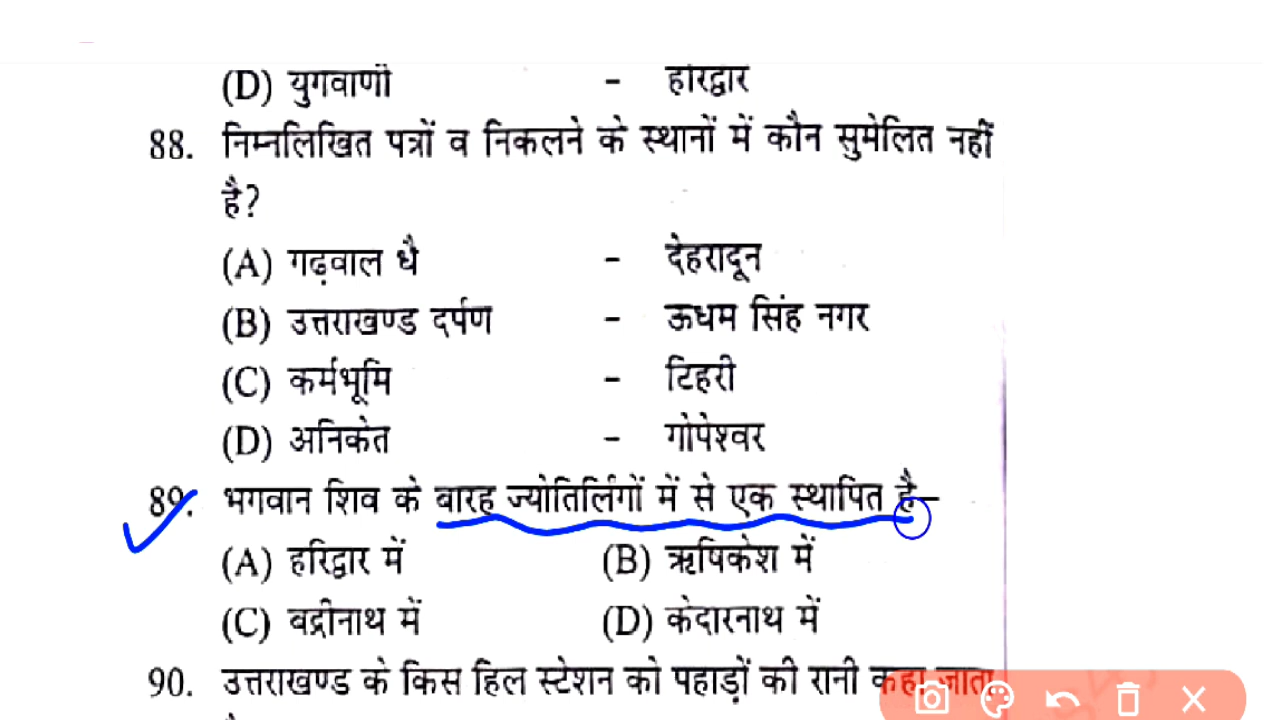 (D) युगवाणी - हरिद्वार
88. निम्नलिखित पत्रों व निकलने के स्थानों में कौन सुमेलित नहीं
है?
(A) गढ़वाल धै - देहरादून
(B) उत्तराखण्ड दर्पण - ऊधम सिंह नगर
(C) कर्मभूमि - टिहरी
(D) अनिकेत - गोपेश्वर
89. भगवान शिव के बारह ज्योतिर्लिंगों में से एक स्थापित है–
(A) हरिद्वार में (B) ऋषिकेश में
(C) बद्रीनाथ में (D) केदारनाथ में
90. उत्तराखण्ड के किस हिल स्टेशन को पहाड़ों की रानी कहा जाता